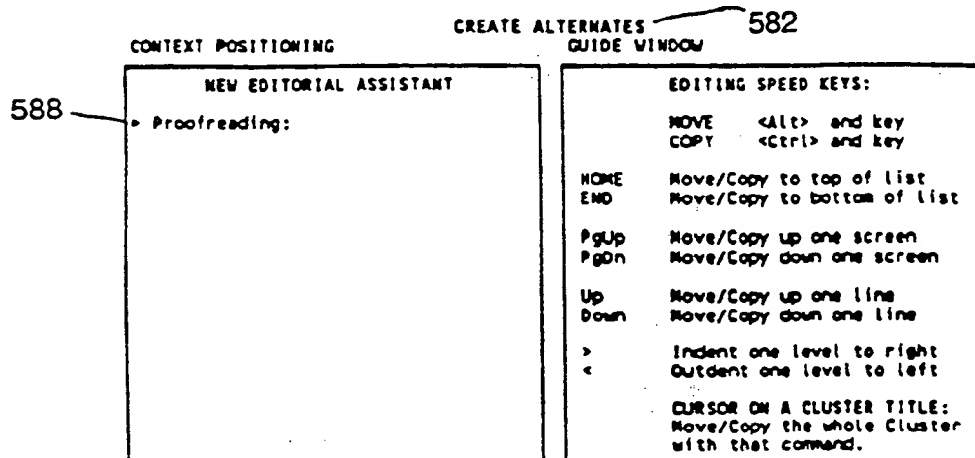 CREATE ALTERNATES 582
CONTEXT POSITIONING
GUIDE WINDOW
NEW EDITORIAL ASSISTANT
588
► Proofreading:
EDITING SPEED KEYS:
MOVE <Alt> and key
COPY <Ctrl> and key
HOME Move/Copy to top of list
END Move/Copy to bottom of list
PgUp Move/Copy up one screen
PgDn Move/Copy down one screen
Up Move/Copy up one line
Down Move/Copy down one line
> Indent one level to right
< Outdent one level to left
CURSOR ON A CLUSTER TITLE:
Move/Copy the whole Cluster
with that command.